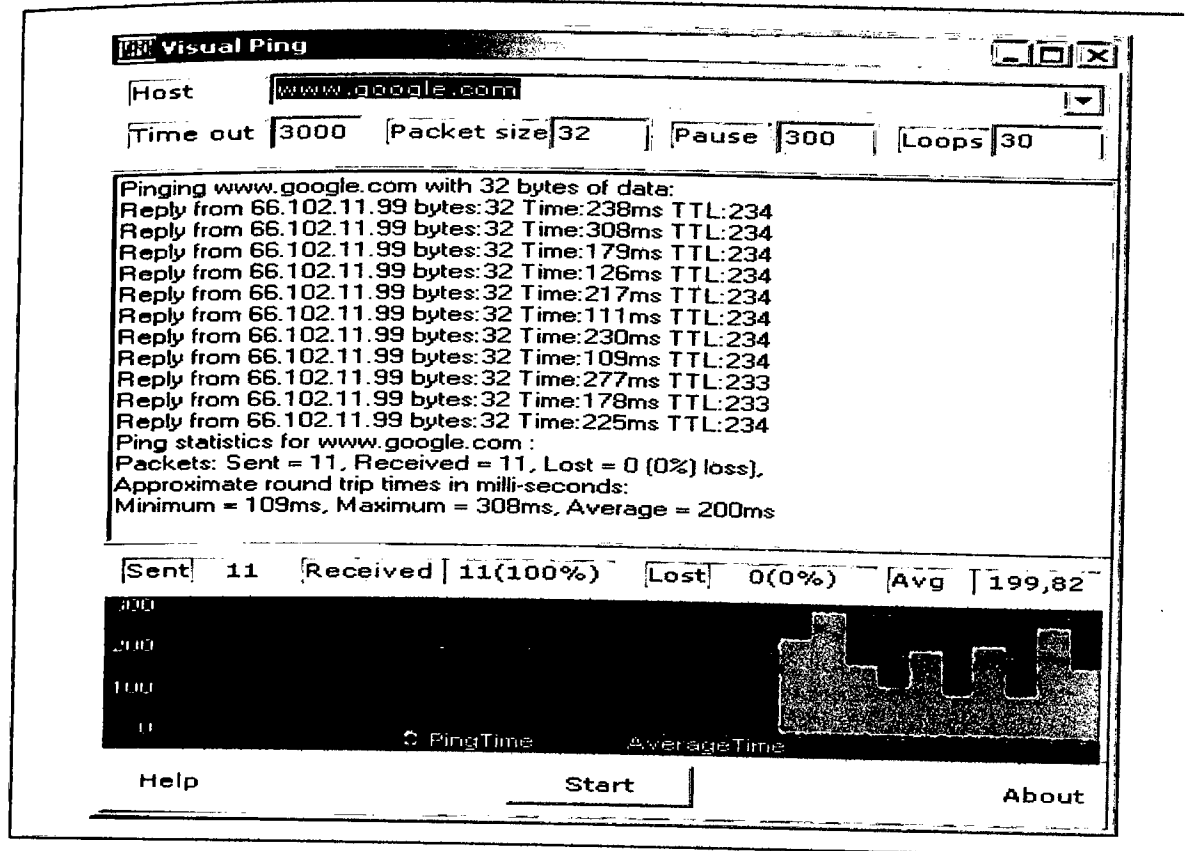 Visual Ping
Host www.google.com
Time out 3000 Packet size 32 Pause 300 Loops 30
Pinging www.google.com with 32 bytes of data:
Reply from 66.102.11.99 bytes:32 Time:238ms TTL:234
Reply from 66.102.11.99 bytes:32 Time:308ms TTL:234
Reply from 66.102.11.99 bytes:32 Time:179ms TTL:234
Reply from 66.102.11.99 bytes:32 Time:126ms TTL:234
Reply from 66.102.11.99 bytes:32 Time:217ms TTL:234
Reply from 66.102.11.99 bytes:32 Time:111ms TTL:234
Reply from 66.102.11.99 bytes:32 Time:230ms TTL:234
Reply from 66.102.11.99 bytes:32 Time:109ms TTL:234
Reply from 66.102.11.99 bytes:32 Time:277ms TTL:233
Reply from 66.102.11.99 bytes:32 Time:178ms TTL:233
Reply from 66.102.11.99 bytes:32 Time:225ms TTL:234
Ping statistics for www.google.com :
Packets: Sent = 11, Received = 11, Lost = 0 (0%) loss),
Approximate round trip times in milli-seconds:
Minimum = 109ms, Maximum = 308ms, Average = 200ms
Sent 11 Received 11(100%) Lost 0(0%) Avg 199,82
300
200
100
0
PingTime AverageTime
Help Start About